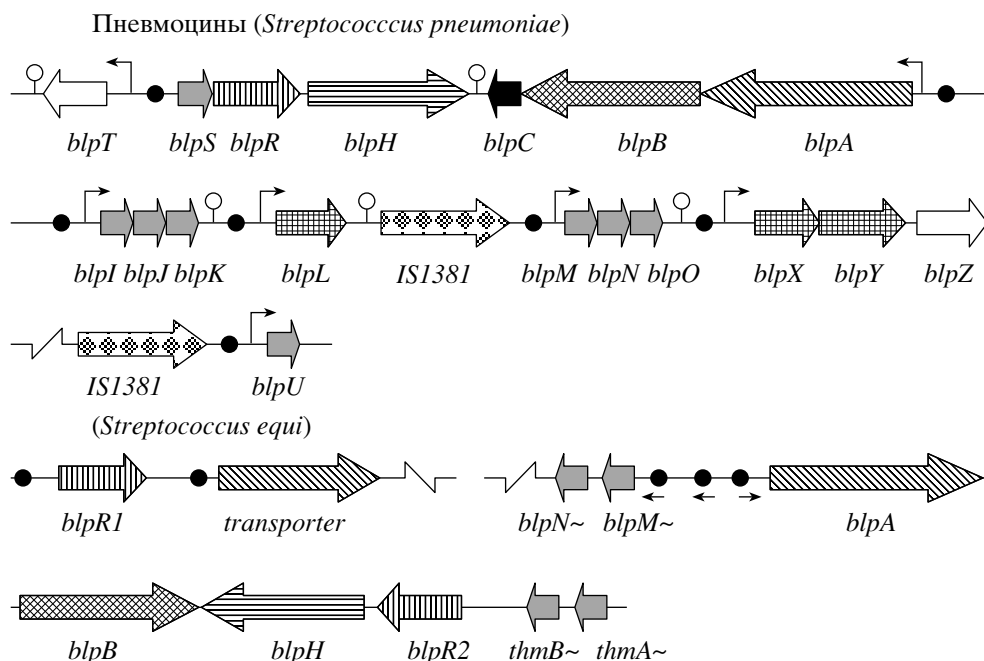 Пневмоцины (Streptococccus pneumoniae)
blpT blpS blpR blpH blpC blpB blpA
blpI blpJ blpK blpL IS1381 blpM blpN blpO blpX blpY blpZ
IS1381 blpU
(Streptococcus equi)
blpR1 transporter blpN~ blpM~ blpA
blpB blpH blpR2 thmB~ thmA~